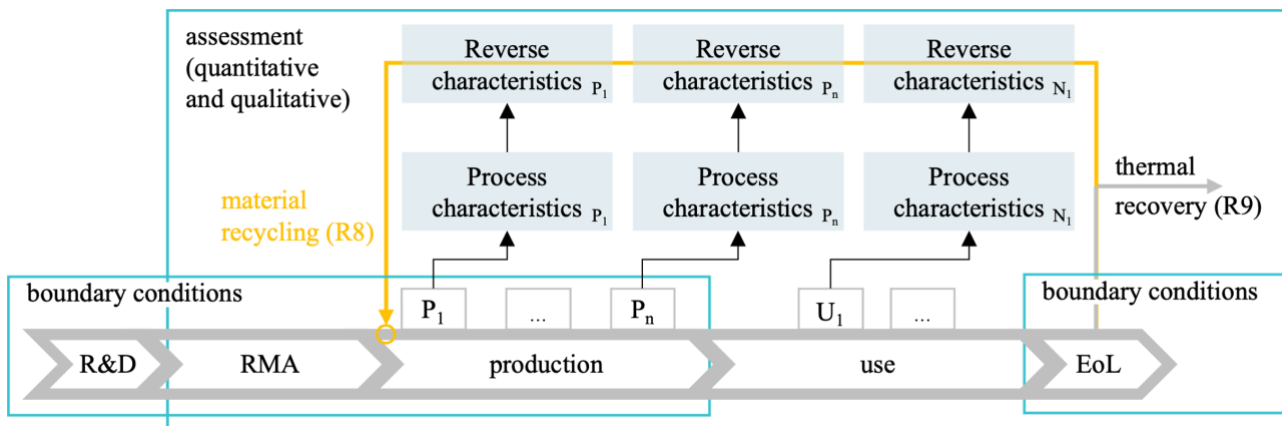 assessment
(quantitative
and qualitative)
Reverse
characteristics P1
Reverse
characteristics Pn
Reverse
characteristics N1
Process
characteristics P1
Process
characteristics Pn
Process
characteristics N1
thermal
recovery (R9)
material
recycling (R8)
boundary conditions
P1
...
Pn
U1
...
boundary conditions
R&D
RMA
production
use
EoL